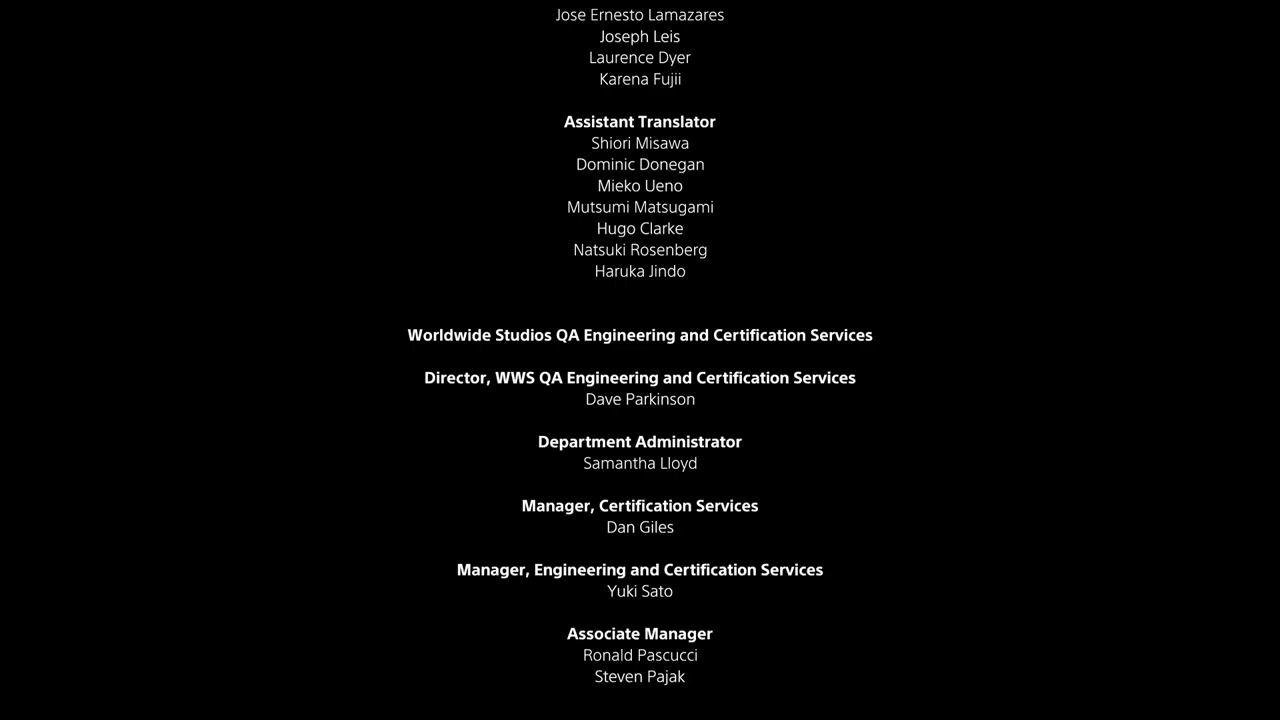 Jose Ernesto Lamazares
Joseph Leis
Laurence Dyer
Karena Fujii
Assistant Translator
Shiori Misawa
Dominic Donegan
Mieko Ueno
Mutsumi Matsugami
Hugo Clarke
Natsuki Rosenberg
Haruka Jindo
Worldwide Studios QA Engineering and Certification Services
Director, WWS QA Engineering and Certification Services
Dave Parkinson
Department Administrator
Samantha Lloyd
Manager, Certification Services
Dan Giles
Manager, Engineering and Certification Services
Yuki Sato
Associate Manager
Ronald Pascucci
Steven Pajak